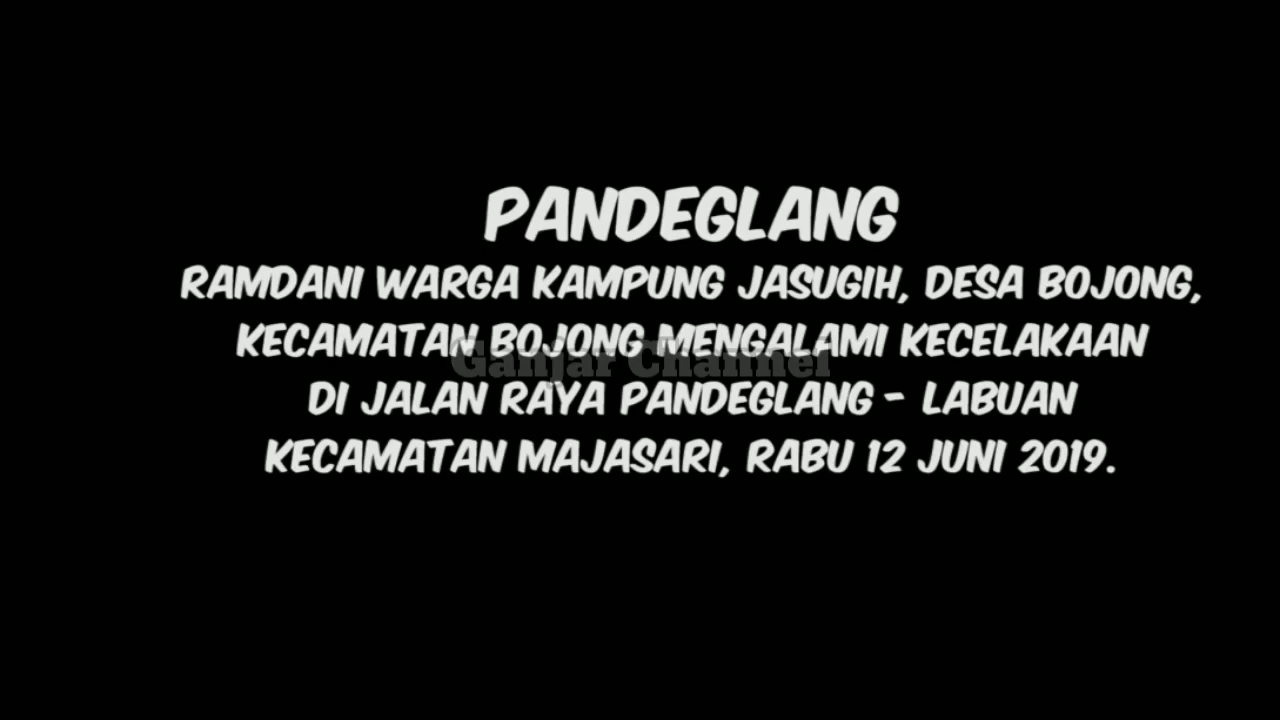 PANDEGLANG
RAMDANI WARGA KAMPUNG JASUGIH, DESA BOJONG,
KECAMATAN BOJONG MENGALAMI KECELAKAAN
Ganjar Channel
DI JALAN RAYA PANDEGLANG - LABUAN
KECAMATAN MAJASARI, RABU 12 JUNI 2019.